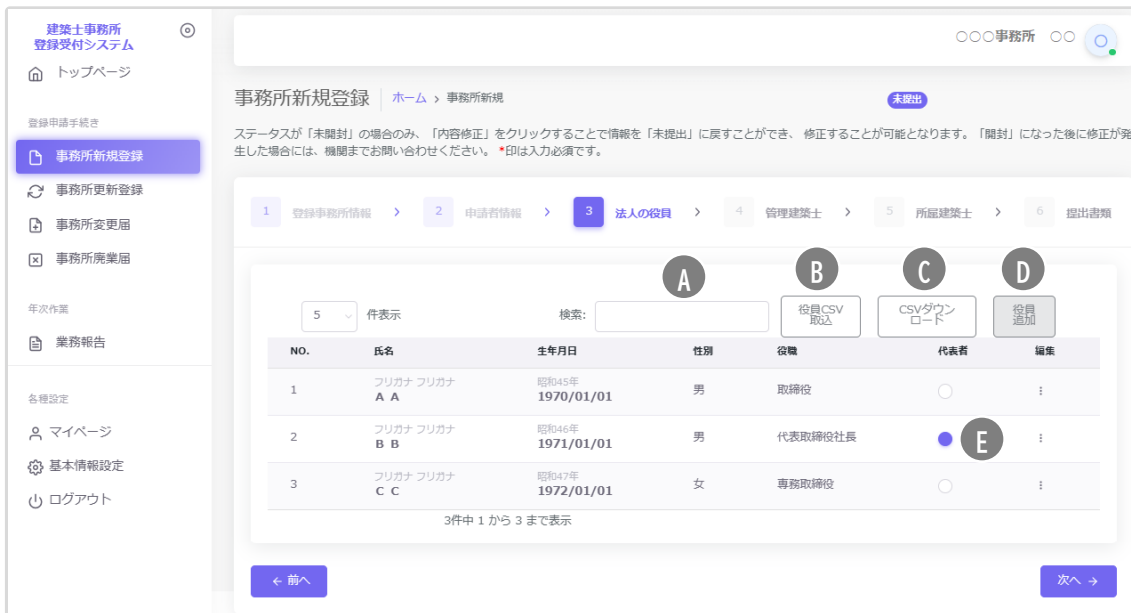 建築士事務所
登録受付システム
トップページ
登録申請手続き
事務所新規登録
事務所更新登録
事務所変更届
事務所廃業届
年次作業
業務報告
各種設定
マイページ
基本情報設定
ログアウト
○○○事務所 ○○ ○
事務所新規登録 ホーム > 事務所新規 未提出
ステータスが「未開封」の場合のみ、「内容修正」をクリックすることで情報を「未提出」に戻すことができ、 修正することが可能となります。「開封」になった後に修正が発
生した場合には、機関までお問い合わせください。 *印は入力必須です。
1 登録事務所情報 > 2 申請者情報 > 3 法人の役員 > 4 管理建築士 > 5 所属建築士 > 6 提出書類
A B C D
5 件表示 検索: 役員CSV
取込 CSVダウン
ロード 役員
追加
NO. 氏名 生年月日 性別 役職 代表者 編集
フリガナ フリガナ 昭和45年
1 A A 1970/01/01 男 取締役
フリガナ フリガナ 昭和46年
2 B B 1971/01/01 男 代表取締役社長 E
フリガナ フリガナ 昭和47年
3 C C 1972/01/01 女 専務取締役
3件中 1 から 3 まで表示
← 前へ 次へ →